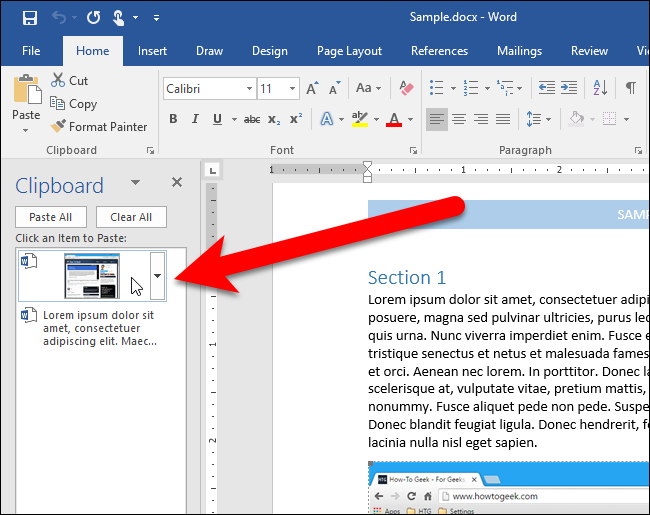 Sample.docx - Word
File Home Insert Draw Design Page Layout References Mailings Review
Paste
Cut
Copy
Format Painter
Calibri 11
Clipboard Font Paragraph
Clipboard
Paste All Clear All
Click an Item to Paste:
Lorem ipsum dolor sit
amet, consectetuer
adipiscing elit. Maec...
1 1 2
1
2
Section 1
Lorem ipsum dolor sit amet, consectetuer adipi
posuere, magna sed pulvinar ultricies, purus lec
quis urna. Nunc viverra imperdiet enim. Fusce e
tristique senectus et netus et malesuada fames
et orci. Aenean nec lorem. In porttitor. Donec la
scelerisque at, vulputate vitae, pretium mattis,
nonummy. Fusce aliquet pede non pede. Suspe
Donec blandit feugiat ligula. Donec hendrerit, fe
lacinia nulla nisl eget sapien.
HTG How-To Geek - For Geeks
www.howtogeek.com
Apps HTG Settings